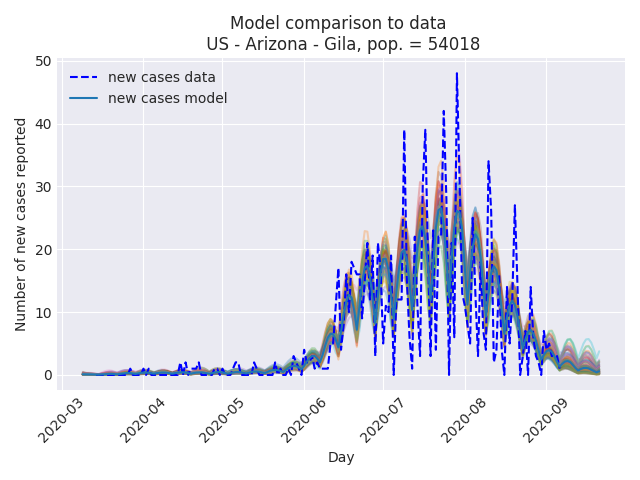 Model comparison to data
US - Arizona - Gila, pop. = 54018
new cases data
new cases model
Number of new cases reported
50
40
30
20
10
0
2020-03
2020-04
2020-05
2020-06
2020-07
2020-08
2020-09
Day